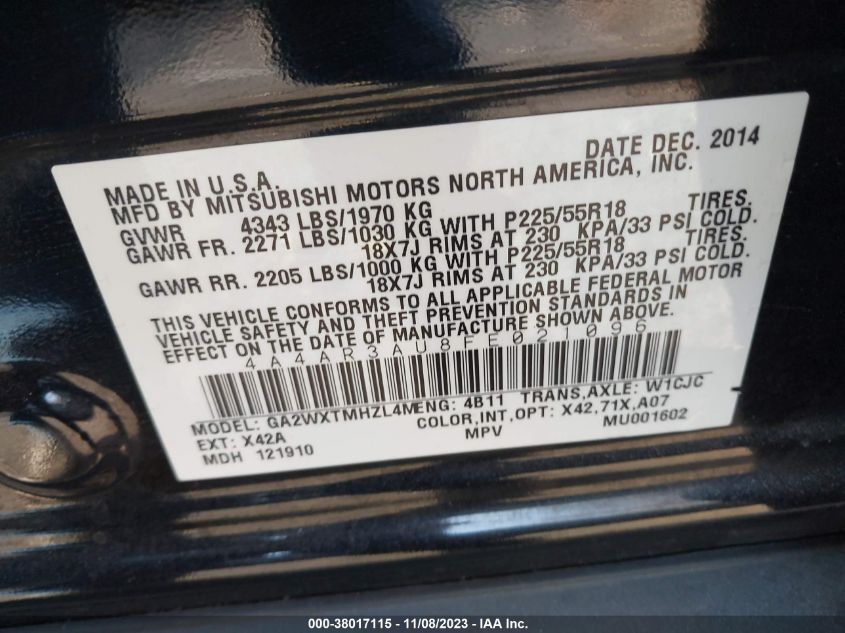 DATE DEC. 2014
MADE IN U.S.A.
MFD BY MITSUBISHI MOTORS NORTH AMERICA, INC.
GVWR 4343 LBS/1970 KG
GAWR FR. 2271 LBS/1030 KG WITH P225/55R18 TIRES.
18X7J RIMS AT 230 KPA/33 PSI COLD.
GAWR RR. 2205 LBS/1000 KG WITH P225/55R18 TIRES.
18X7J RIMS AT 230 KPA/33 PSI COLD.
THIS VEHICLE CONFORMS TO ALL APPLICABLE FEDERAL MOTOR
VEHICLE SAFETY AND THEFT PREVENTION STANDARDS IN
EFFECT ON THE DATE OF MANUFACTURE SHOWN ABOVE.
4A4AR3AU8FE021096
MODEL: GA2WXTMHZL4M ENG: 4B11 TRANS,AXLE: W1CJC
EXT: X42A COLOR,INT,OPT: X42,71X,A07
MDH 121910 MPV MU001602
000-38017115 - 11/08/2023 - © IAA Inc.